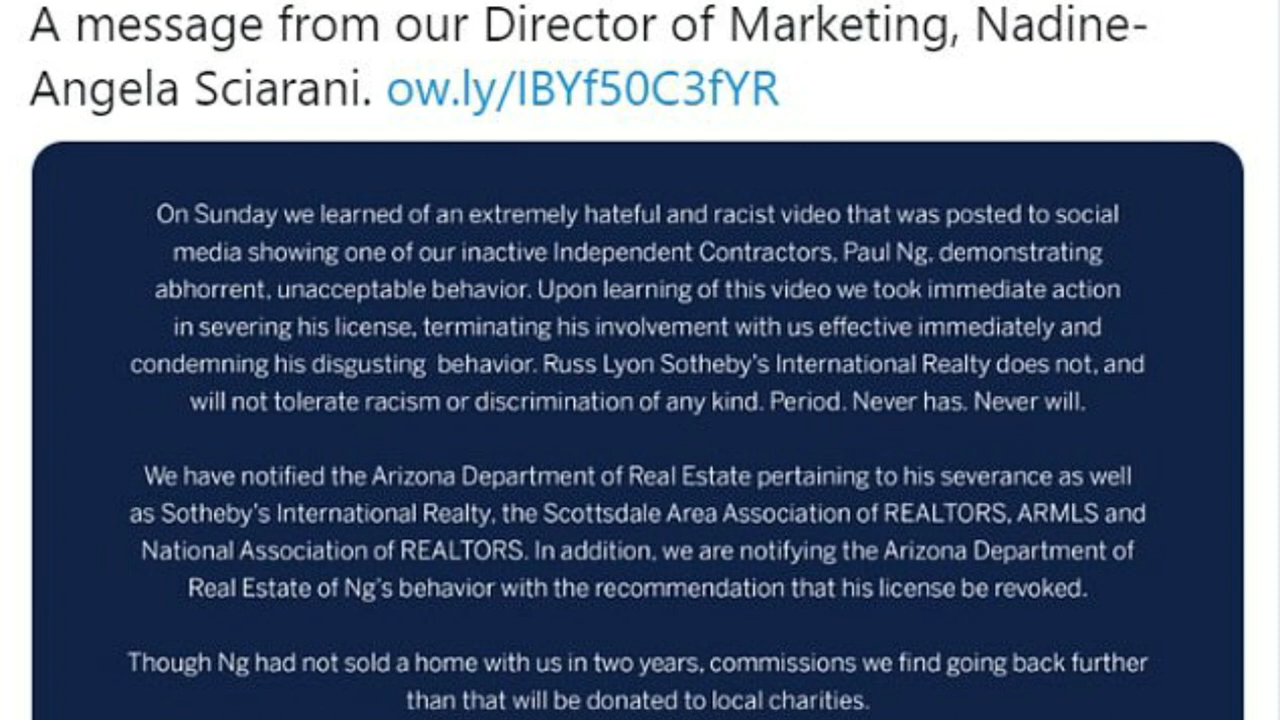 A message from our Director of Marketing, Nadine-
Angela Sciarani. ow.ly/IBYf50C3fYR
On Sunday we learned of an extremely hateful and racist video that was posted to social
media showing one of our inactive Independent Contractors, Paul Ng, demonstrating
abhorrent, unacceptable behavior. Upon learning of this video we took immediate action
in severing his license, terminating his involvement with us effective immediately and
condemning his disgusting  behavior. Russ Lyon Sotheby's International Realty does not, and
will not tolerate racism or discrimination of any kind. Period. Never has. Never will.
We have notified the Arizona Department of Real Estate pertaining to his severance as well
as Sotheby's International Realty, the Scottsdale Area Association of REALTORS, ARMLS and
National Association of REALTORS. In addition, we are notifying the Arizona Department of
Real Estate of Ng's behavior with the recommendation that his license be revoked.
Though Ng had not sold a home with us in two years, commissions we find going back further
than that will be donated to local charities.